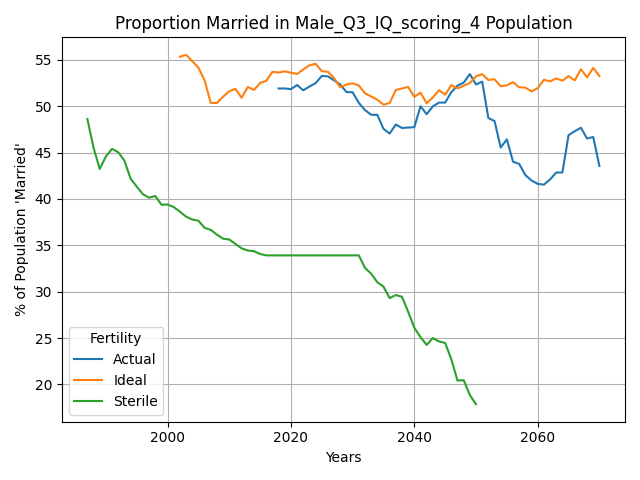 Proportion Married in Male_Q3_IQ_scoring_4 Population
% of Population 'Married'
55
50
45
40
35
30
25
20
Fertility
Actual
Ideal
Sterile
2000
2020
2040
2060
Years